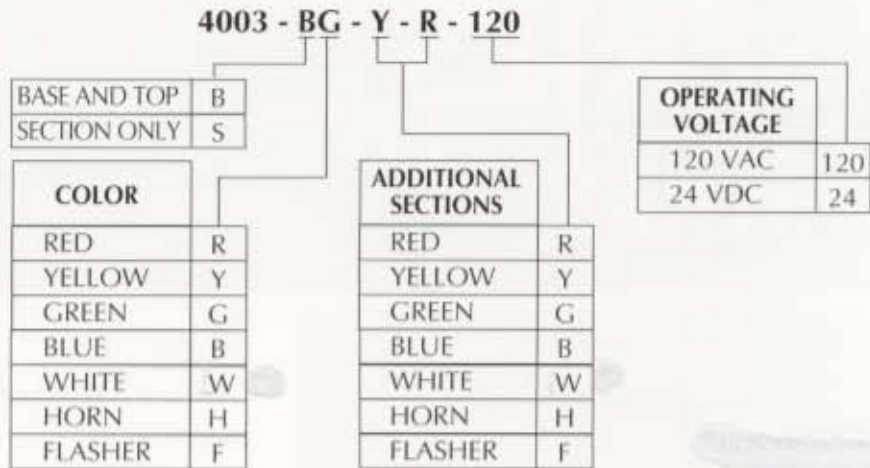 4003 - BG - Y - R - 120
BASE AND TOP B
SECTION ONLY S
COLOR
RED R
YELLOW Y
GREEN G
BLUE B
WHITE W
HORN H
FLASHER F
ADDITIONAL
SECTIONS
RED R
YELLOW Y
GREEN G
BLUE B
WHITE W
HORN H
FLASHER F
OPERATING
VOLTAGE
120 VAC 120
24 VDC 24